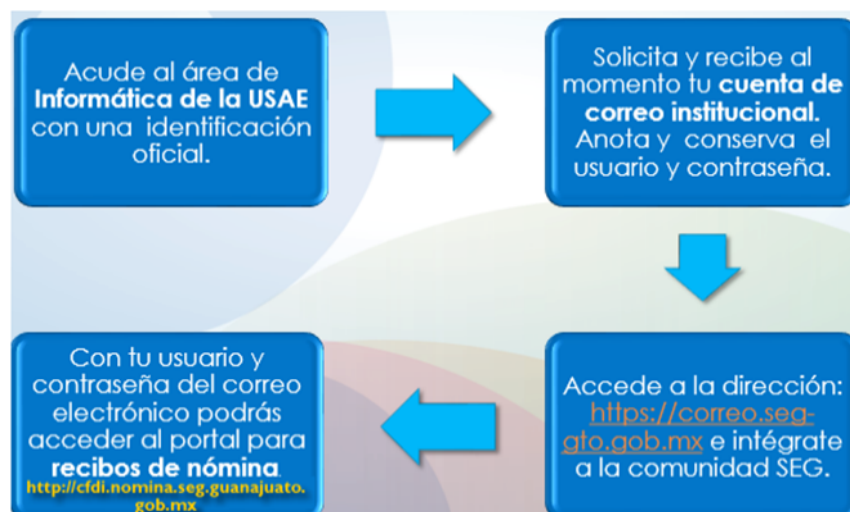 Acude al área de
Informática de la USAE
con una identificación
oficial.
Solicita y recibe al
momento tu cuenta de
correo institucional.
Anota y conserva el
usuario y contraseña.
Accede a la dirección:
https://correo.seg-
gto.gob.mx e intégrate
a la comunidad SEG.
Con tu usuario y
contraseña del correo
electrónico podrás
acceder al portal para
recibos de nómina.
http://cfdi.nomina.seg.guanajuato.
gob.mx